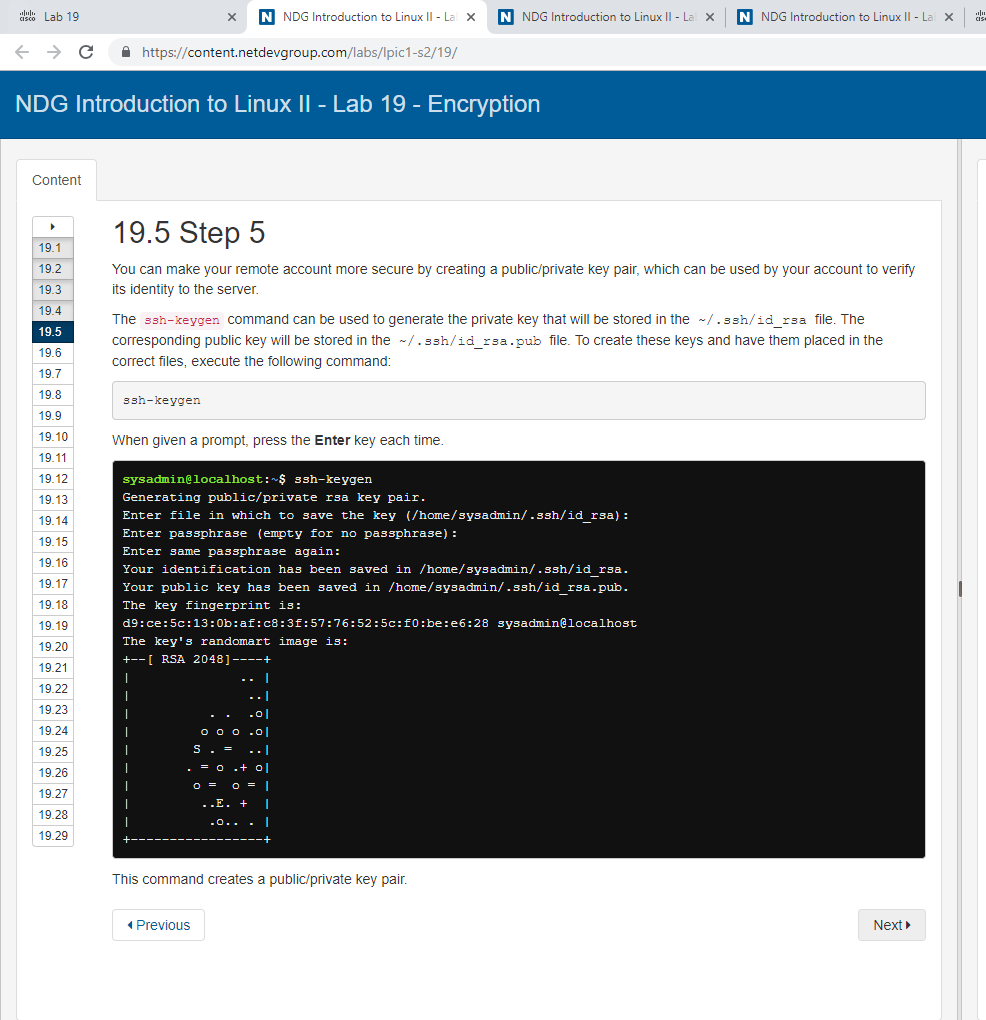 Lab 19
NDG Introduction to Linux II - La
NDG Introduction to Linux II - La
NDG Introduction to Linux II - La
https://content.netdevgroup.com/labs/lpic1-s2/19/
NDG Introduction to Linux II - Lab 19 - Encryption
Content
19.1
19.2
19.3
19.4
19.5
19.6
19.7
19.8
19.9
19.10
19.11
19.12
19.13
19.14
19.15
19.16
19.17
19.18
19.19
19.20
19.21
19.22
19.23
19.24
19.25
19.26
19.27
19.28
19.29
19.5 Step 5
You can make your remote account more secure by creating a public/private key pair, which can be used by your account to verify
its identity to the server.
The ssh-keygen command can be used to generate the private key that will be stored in the ~/.ssh/id_rsa file. The
corresponding public key will be stored in the ~/.ssh/id_rsa.pub file. To create these keys and have them placed in the
correct files, execute the following command:
ssh-keygen
When given a prompt, press the Enter key each time.
sysadmin@localhost:~$ ssh-keygen
Generating public/private rsa key pair.
Enter file in which to save the key (/home/sysadmin/.ssh/id_rsa):
Enter passphrase (empty for no passphrase):
Enter same passphrase again:
Your identification has been saved in /home/sysadmin/.ssh/id_rsa.
Your public key has been saved in /home/sysadmin/.ssh/id_rsa.pub.
The key fingerprint is:
d9:ce:5c:13:0b:af:c8:3f:57:76:52:5c:f0:be:e6:28 sysadmin@localhost
The key's randomart image is:
+--[ RSA 2048]----+
|              .. |
|               ..|
|          . .  .o|
|         o o o .o|
|        S . =  ..|
|       . = o .+ o|
|        o =  o = |
|         ..E. +  |
|          .o.. . |
+-----------------+
This command creates a public/private key pair.
Previous
Next